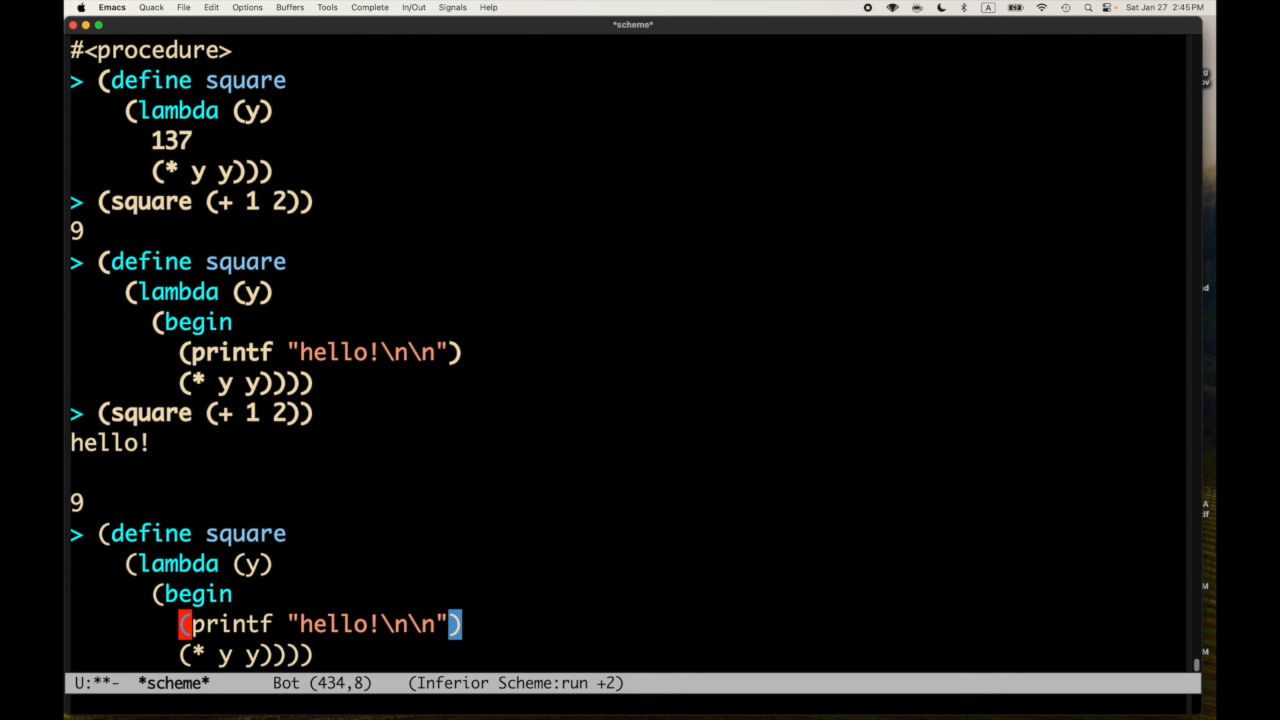 Emacs Quack File Edit Options Buffers Tools Complete In/Out Signals Help A Sat Jan 27 2:45 PM
*scheme*
#<procedure>
> (define square
(lambda (y)
137
(* y y)))
> (square (+ 1 2))
9
> (define square
(lambda (y)
(begin
(printf "hello!\n\n")
(* y y))))
> (square (+ 1 2))
hello!
9
> (define square
(lambda (y)
(begin
(printf "hello!\n\n")
(* y y))))
U:**- *scheme* Bot (434,8) (Inferior Scheme:run +2)